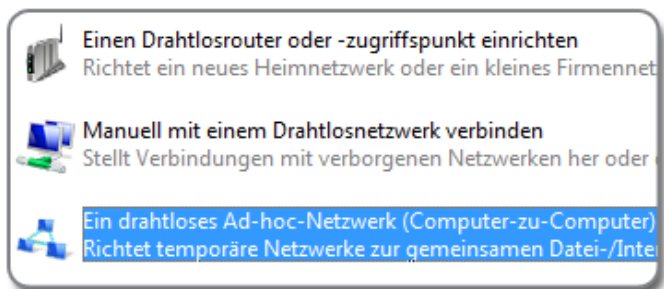 Einen Drahtlosrouter oder -zugriffspunkt einrichten
Richtet ein neues Heimnetzwerk oder ein kleines Firmennet
Manuell mit einem Drahtlosnetzwerk verbinden
Stellt Verbindungen mit verborgenen Netzwerken her oder
Ein drahtloses Ad-hoc-Netzwerk (Computer-zu-Computer)
Richtet temporäre Netzwerke zur gemeinsamen Datei-/Inter